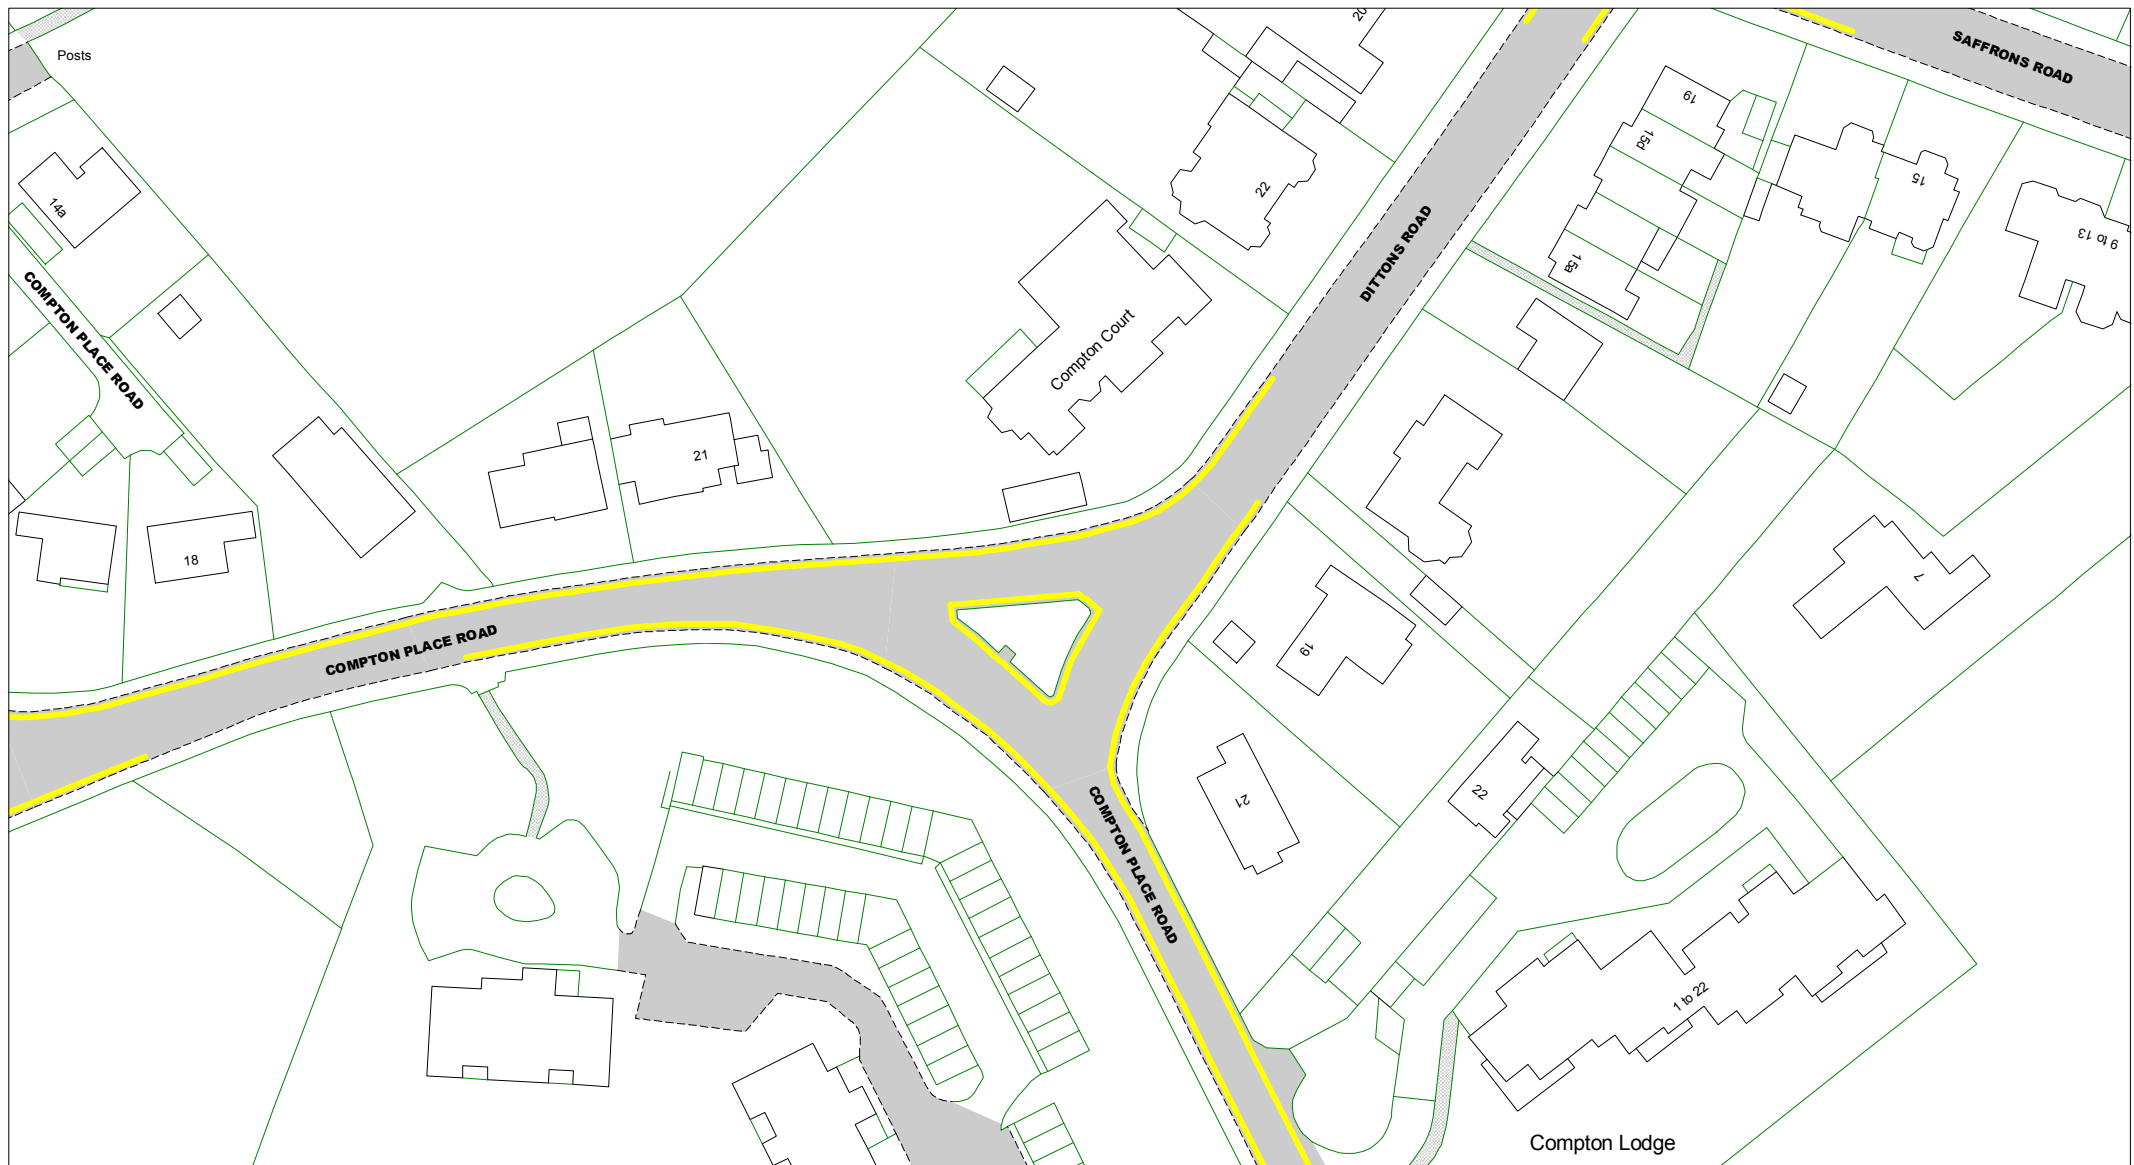 20
SAFFRONS ROAD
Posts
19
15d
15
14a
22
DITTONS ROAD
9 to 13
15a
COMPTON PLACE ROAD
Compton Court
21
18
7
COMPTON PLACE ROAD
19
22
21
COMPTON PLACE ROAD
1 to 22
Compton Lodge